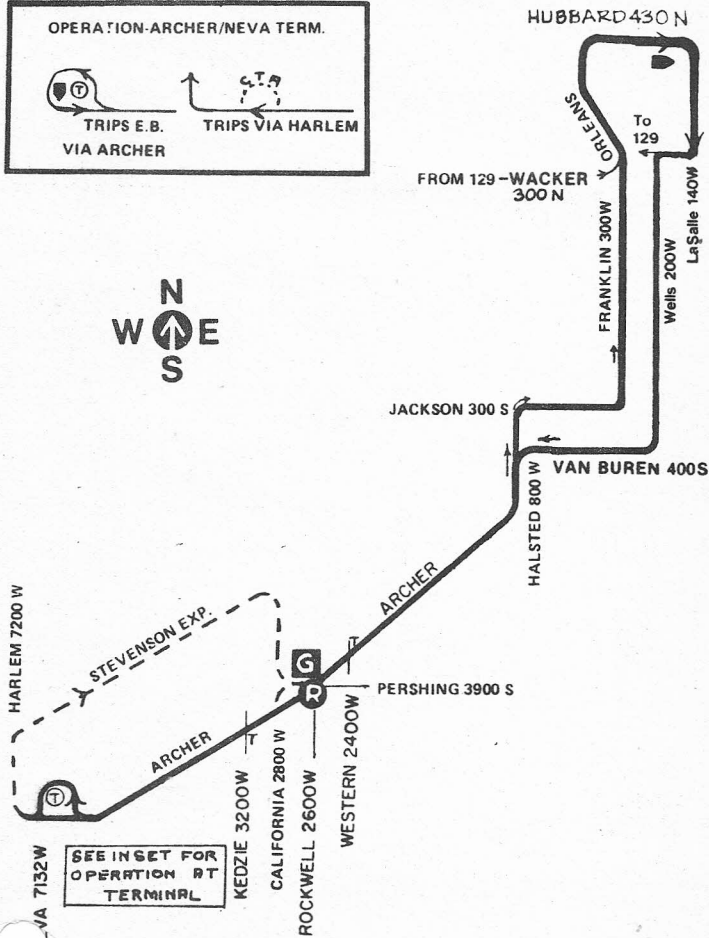 OPERATION-ARCHER/NEVA TERM.
T
TRIPS E.B.
VIA ARCHER
CTA
TRIPS VIA HARLEM
HUBBARD 430 N
ORLEANS
To
129
FROM 129-WACKER
300 N
LaSalle 140W
FRANKLIN 300W
Wells 200W
N
W E
S
JACKSON 300 S
VAN BUREN 400S
HALSTED 800 W
ARCHER
HARLEM 7200 W
STEVENSON EXP.
G
T
R
PERSHING 3900 S
ARCHER
T
T
KEDZIE 3200W
CALIFORNIA 2800 W
ROCKWELL 2600W
WESTERN 2400W
VA 7132W
SEE INSET FOR
OPERATION AT
TERMINAL